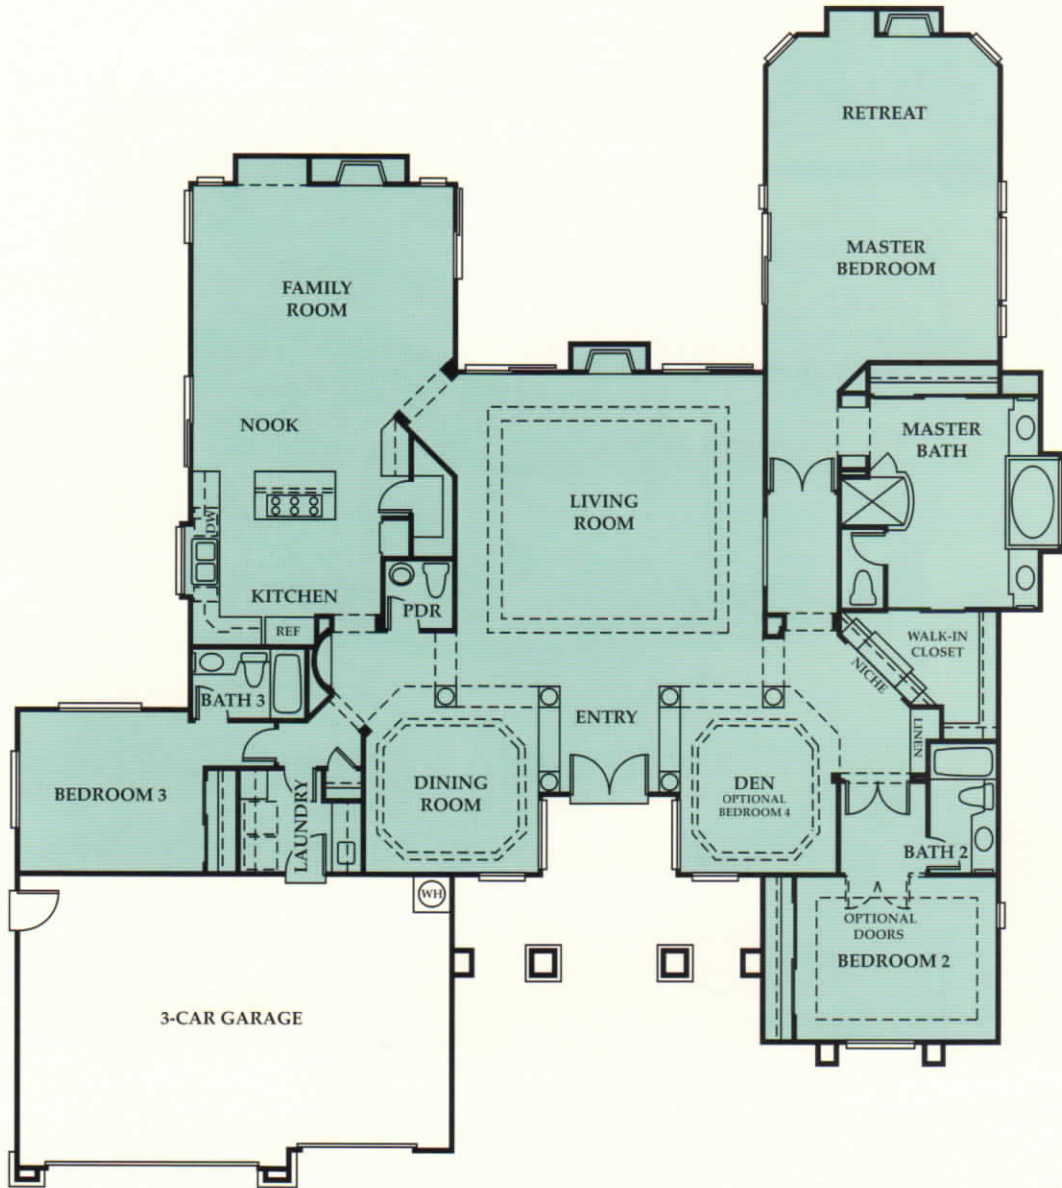 RETREAT
MASTER
BEDROOM
FAMILY
ROOM
NOOK
MASTER
BATH
LIVING
ROOM
DW
KITCHEN
PDR
REF
WALK-IN
CLOSET
NICHE
BATH 3
ENTRY
LINEN
BEDROOM 3
LAUNDRY
DINING
ROOM
DEN
OPTIONAL
BEDROOM 4
BATH 2
WH
OPTIONAL
DOORS
BEDROOM 2
3-CAR GARAGE